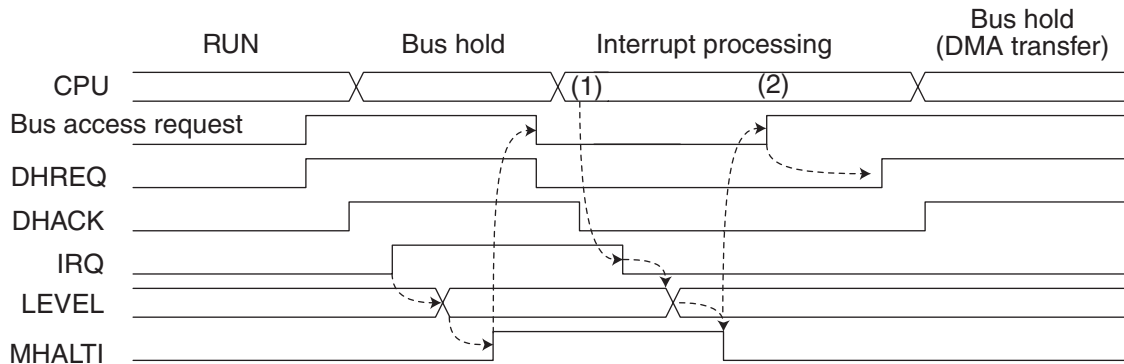 RUN Bus hold Interrupt processing Bus hold
(DMA transfer)
CPU (1) (2)
Bus access request
DHREQ
DHACK
IRQ
LEVEL
MHALTI